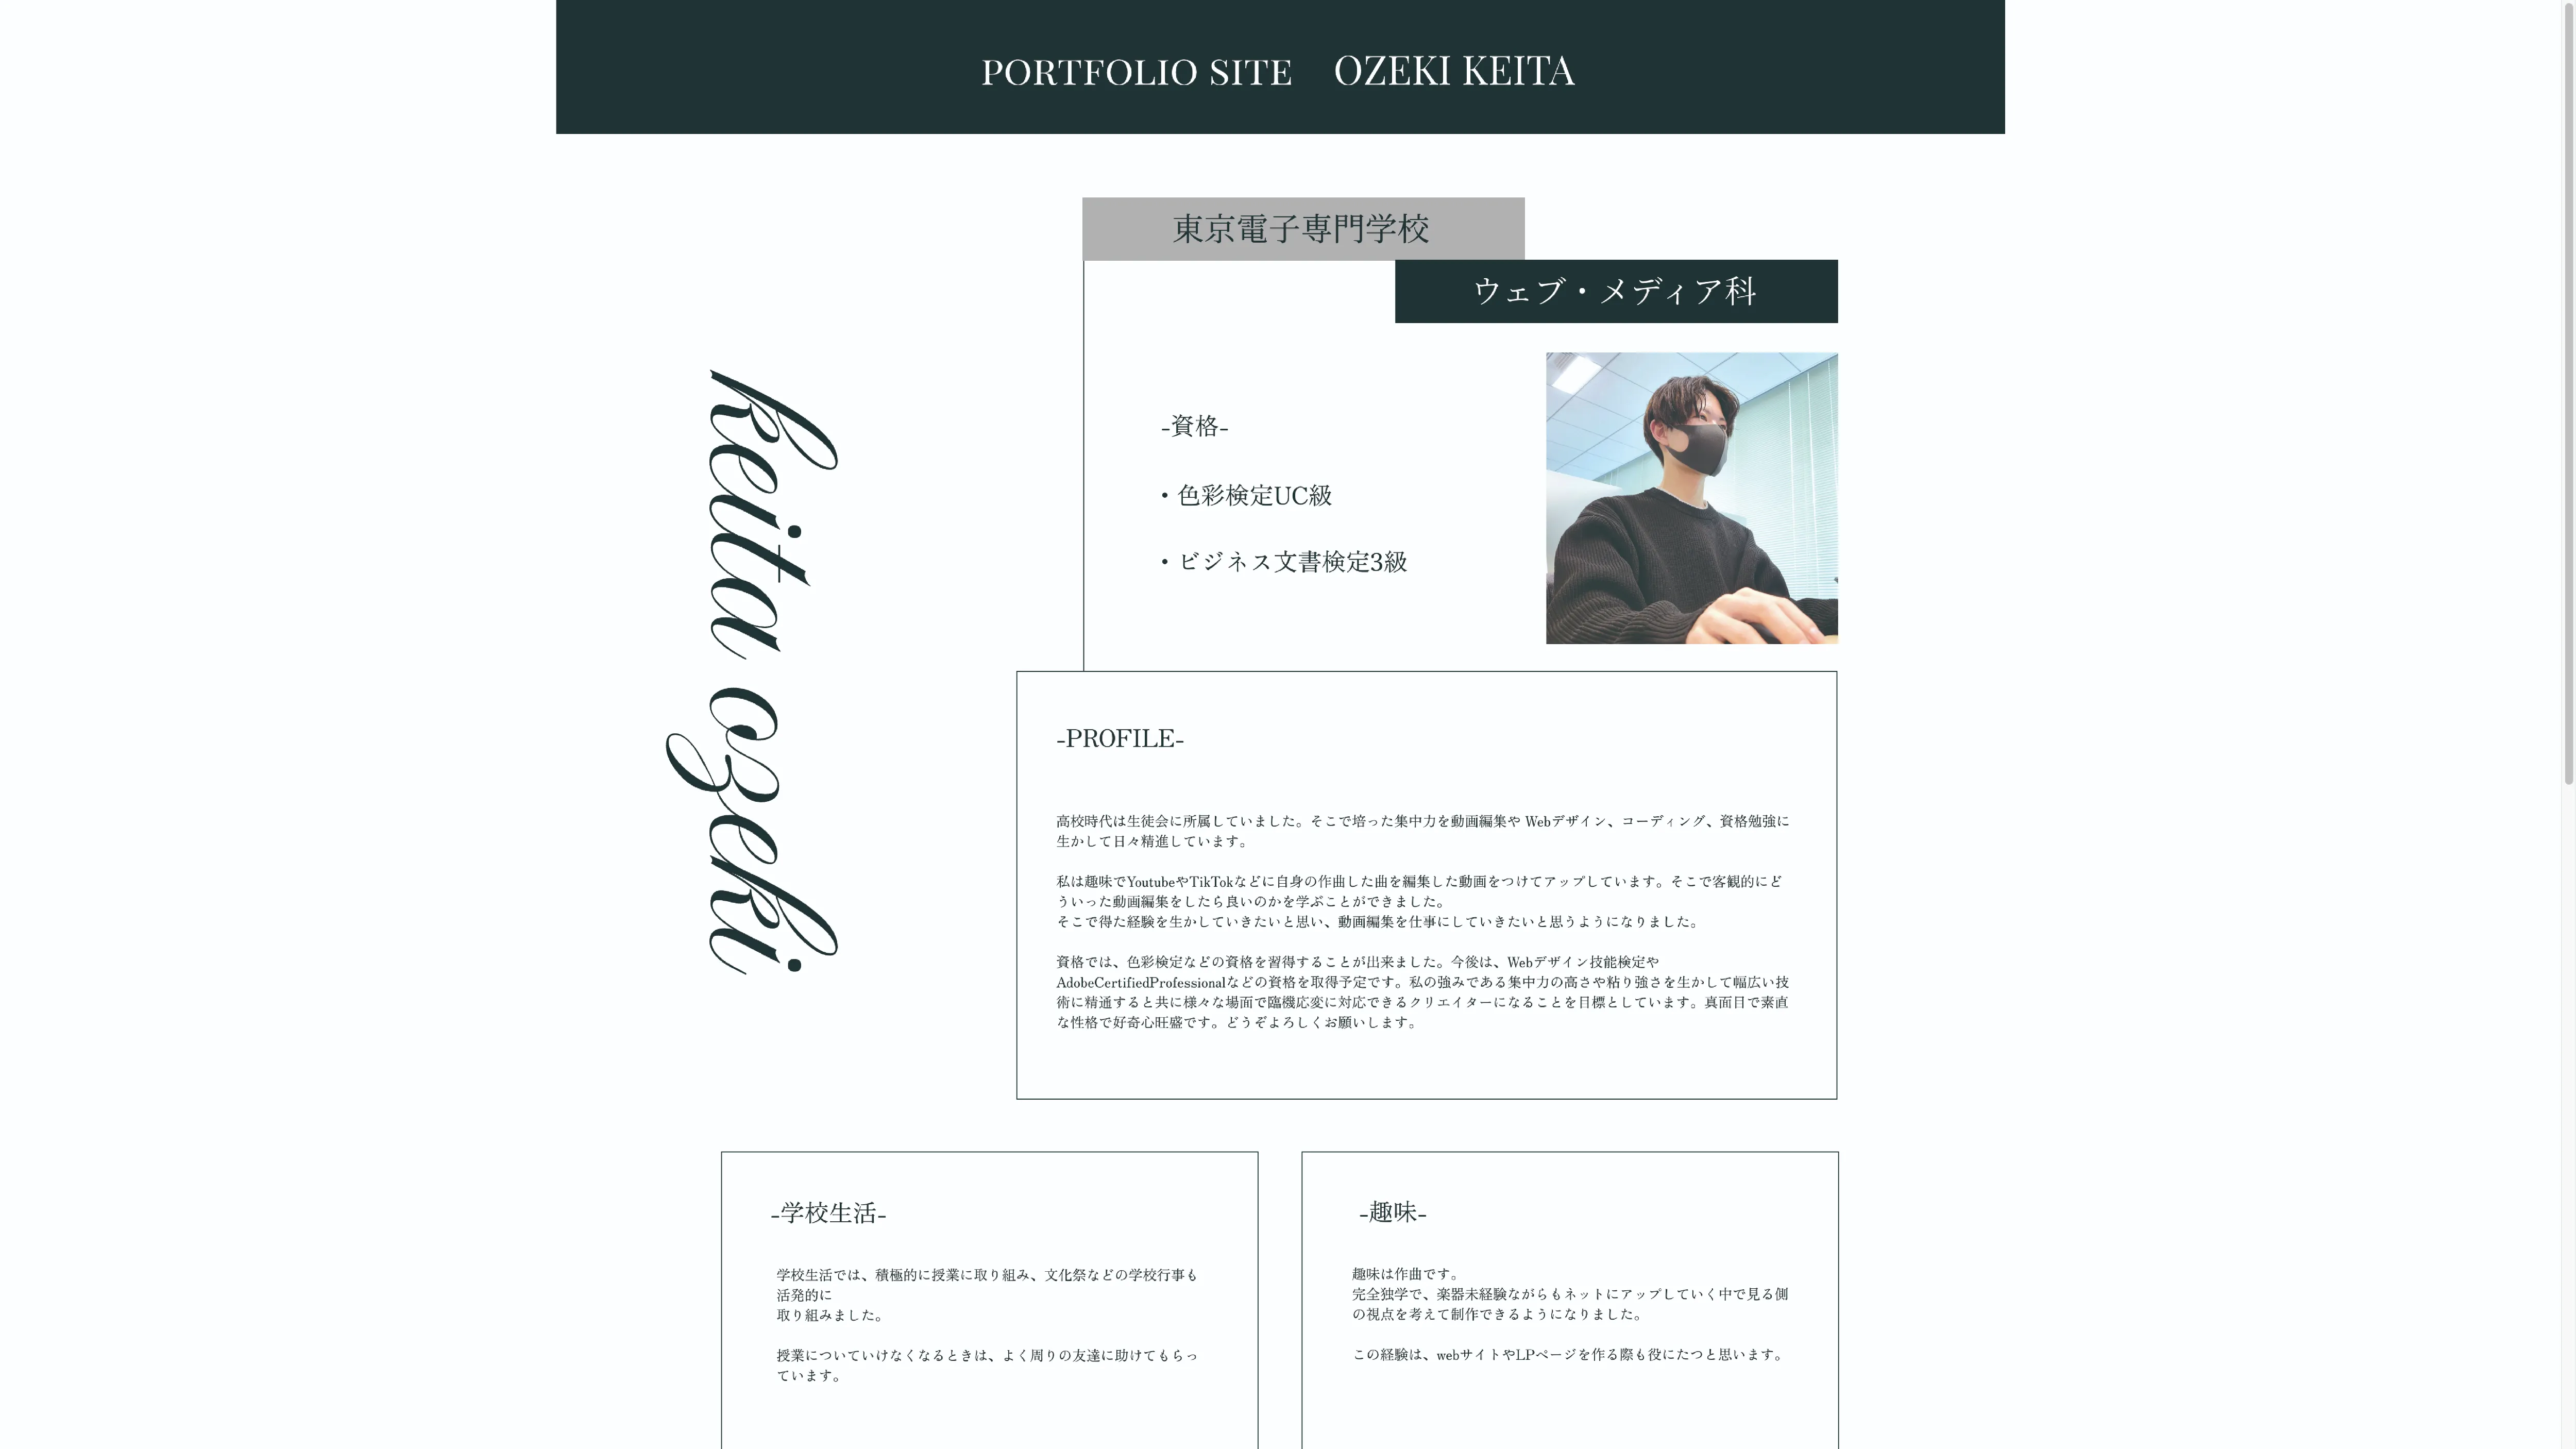 PORTFOLIO SITE OZEKI KEITA
東京電子専門学校
ウェブ・メディア科
keita ozeki
-資格-
・色彩検定UC級
・ビジネス文書検定3級
-PROFILE-
高校時代は生徒会に所属していました。そこで培った集中力を動画編集や Webデザイン、コーディング、資格勉強に
生かして日々精進しています。
私は趣味でYoutubeやTikTokなどに自身の作曲した曲を編集した動画をつけてアップしています。そこで客観的にど
ういった動画編集をしたら良いのかを学ぶことができました。
そこで得た経験を生かしていきたいと思い、動画編集を仕事にしていきたいと思うようになりました。
資格では、色彩検定などの資格を習得することが出来ました。今後は、Webデザイン技能検定や
AdobeCertifiedProfessionalなどの資格を取得予定です。私の強みである集中力の高さや粘り強さを生かして幅広い技
術に精通すると共に様々な場面で臨機応変に対応できるクリエイターになることを目標としています。真面目で素直
な性格で好奇心旺盛です。どうぞよろしくお願いします。
-学校生活-
学校生活では、積極的に授業に取り組み、文化祭などの学校行事も
活発的に
取り組みました。
授業についていけなくなるときは、よく周りの友達に助けてもらっ
ています。
-趣味-
趣味は作曲です。
完全独学で、楽器未経験ながらもネットにアップしていく中で見る側
の視点を考えて制作できるようになりました。
この経験は、webサイトやLPページを作る際も役にたつと思います。